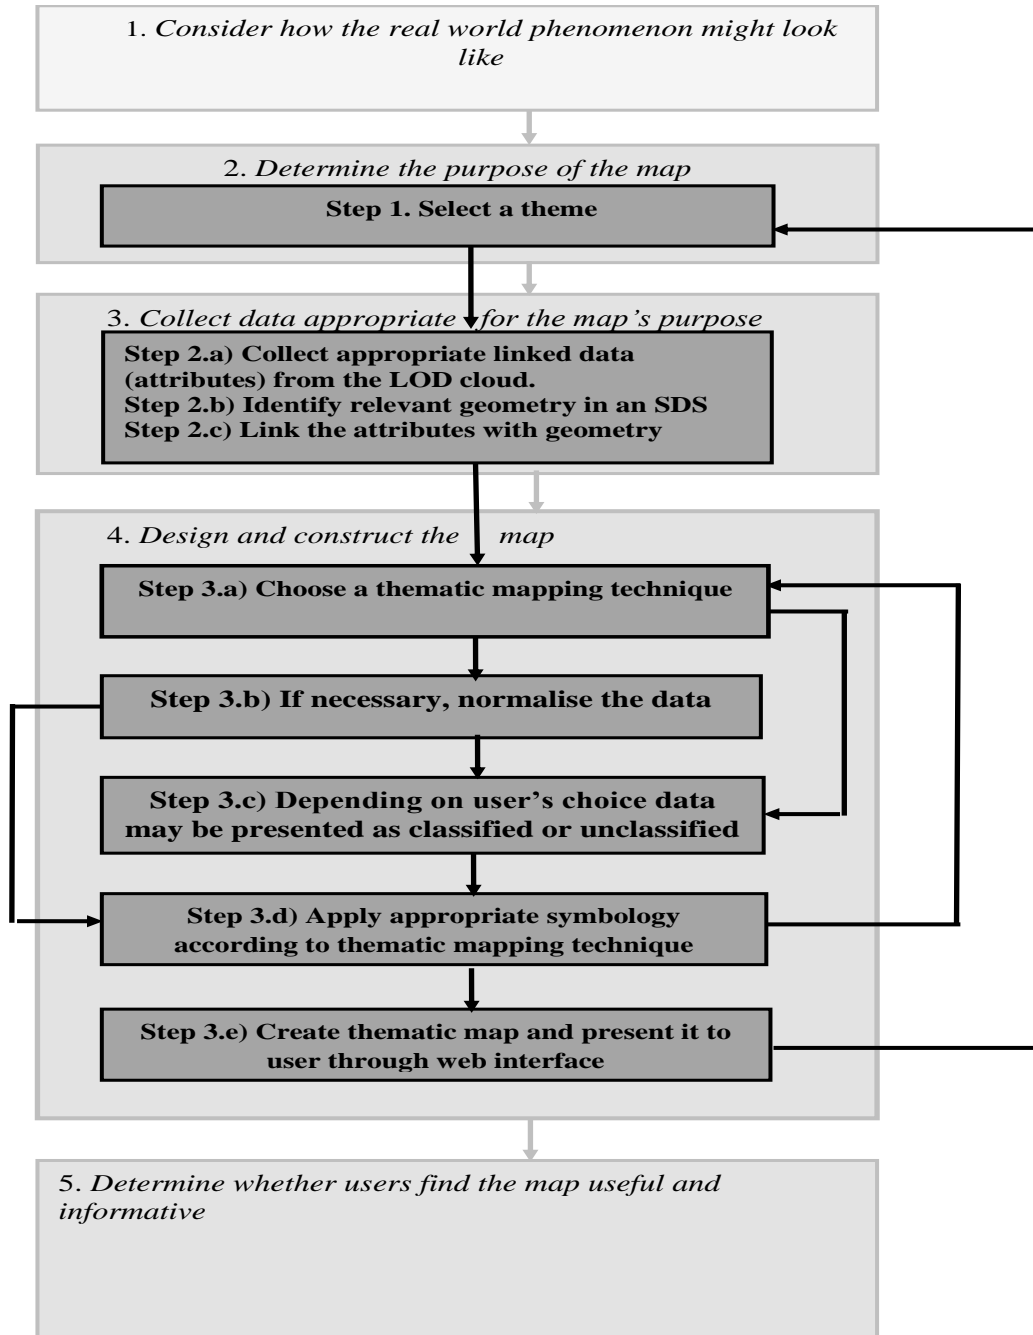 1. Consider how the real world phenomenon might look
like
2. Determine the purpose of the map
Step 1. Select a theme
3. Collect data appropriate for the map's purpose
Step 2.a) Collect appropriate linked data
(attributes) from the LOD cloud.
Step 2.b) Identify relevant geometry in an SDS
Step 2.c) Link the attributes with geometry
4. Design and construct the map
Step 3.a) Choose a thematic mapping technique
Step 3.b) If necessary, normalise the data
Step 3.c) Depending on user's choice data
may be presented as classified or unclassified
Step 3.d) Apply appropriate symbology
according to thematic mapping technique
Step 3.e) Create thematic map and present it to
user through web interface
5. Determine whether users find the map useful and
informative